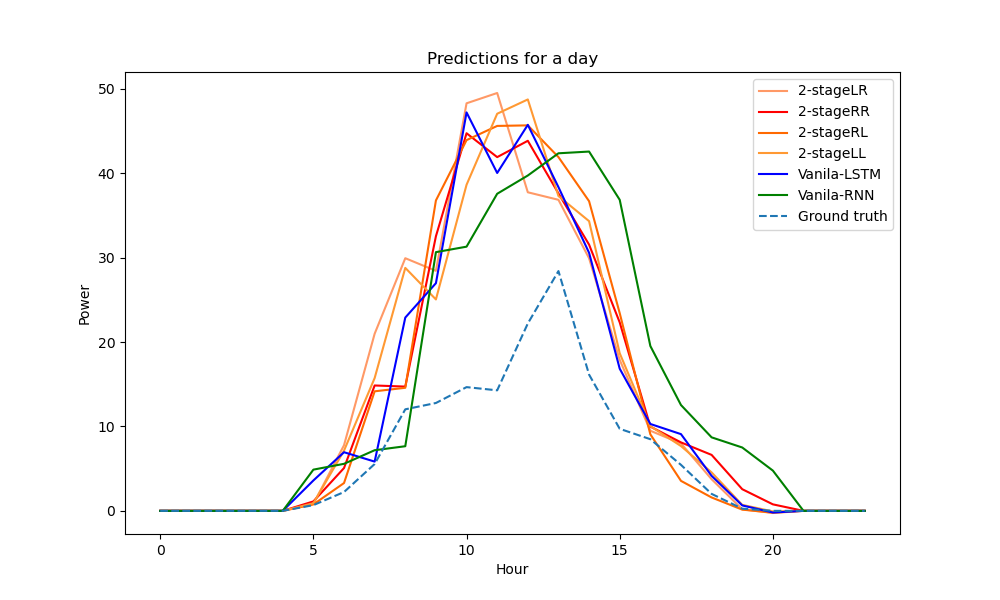 Predictions for a day
50
40
30
20
10
0
Power
0
5
10
15
20
Hour
2-stageLR
2-stageRR
2-stageRL
2-stageLL
Vanila-LSTM
Vanila-RNN
Ground truth